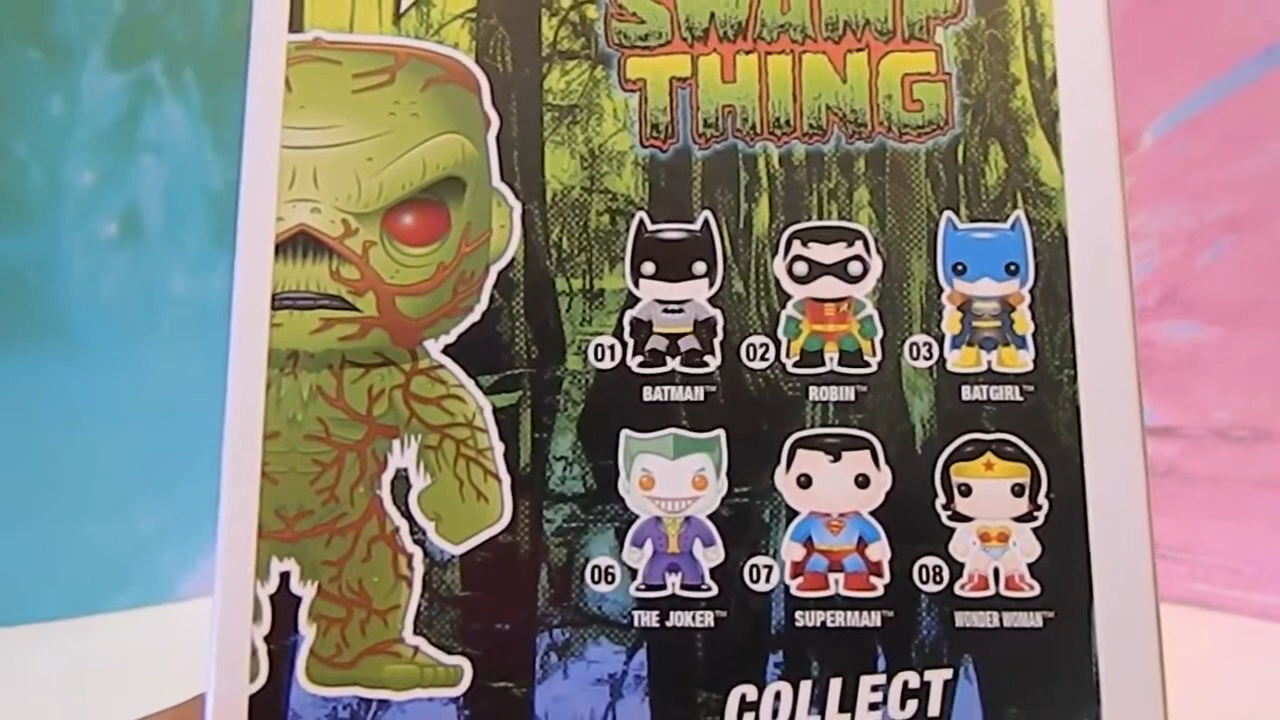 SWAMP
THING
01 02 03
BATMAN™ ROBIN™ BATGIRL™
06 07 08
THE JOKER™ SUPERMAN™ WONDER WOMAN™
COLLECT